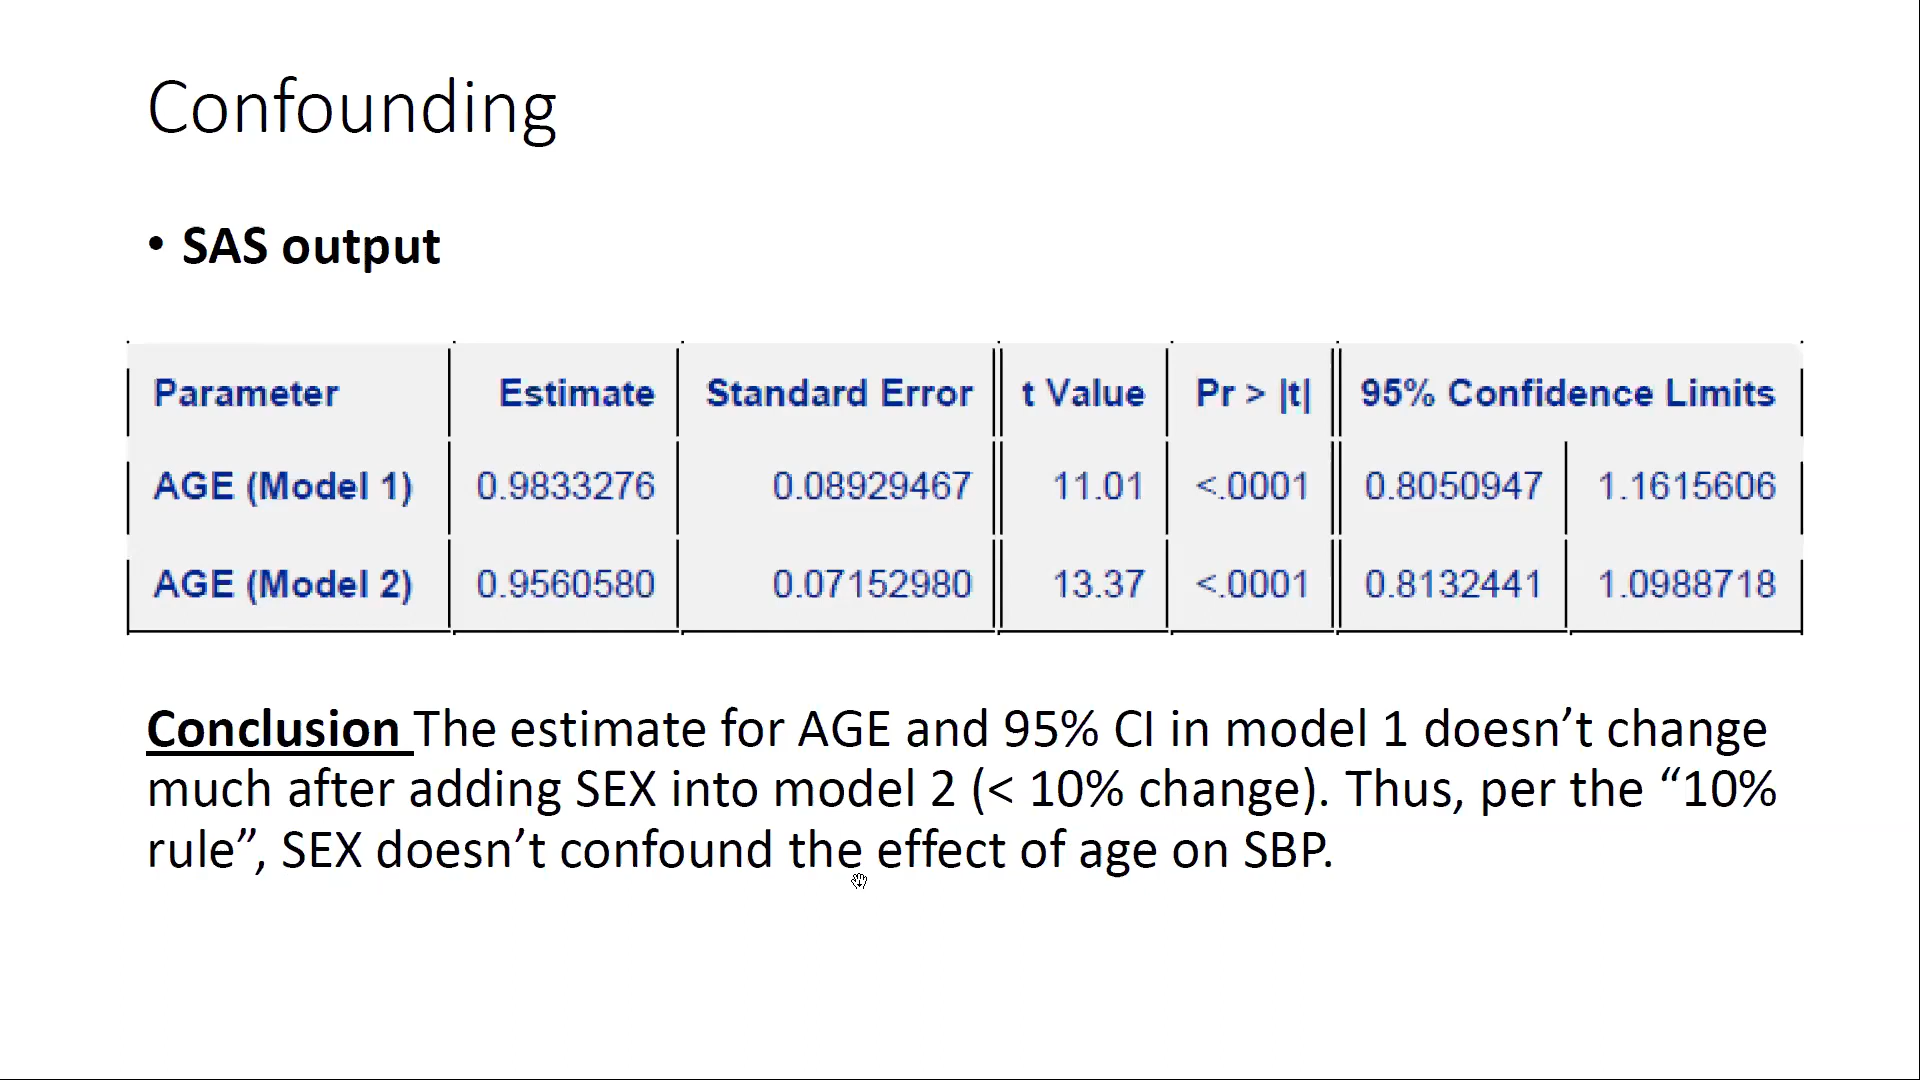 Confounding
• SAS output
Parameter Estimate Standard Error t Value Pr > |t| 95% Confidence Limits
AGE (Model 1) 0.9833276 0.08929467 11.01 <.0001 0.8050947 1.1615606
AGE (Model 2) 0.9560580 0.07152980 13.37 <.0001 0.8132441 1.0988718
Conclusion The estimate for AGE and 95% CI in model 1 doesn’t change
much after adding SEX into model 2 (< 10% change). Thus, per the “10%
rule”, SEX doesn’t confound the effect of age on SBP.